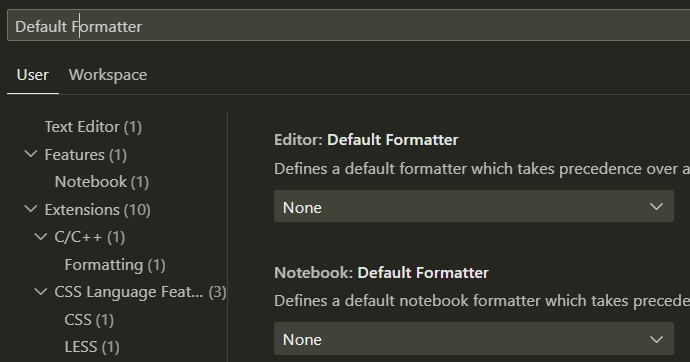 Default Formatter
User Workspace
Text Editor (1)
Features (1)
Notebook (1)
Extensions (10)
C/C++ (1)
Formatting (1)
CSS Language Feat... (3)
CSS (1)
LESS (1)
Editor: Default Formatter
Defines a default formatter which takes precedence over a
None
Notebook: Default Formatter
Defines a default notebook formatter which takes precede
None